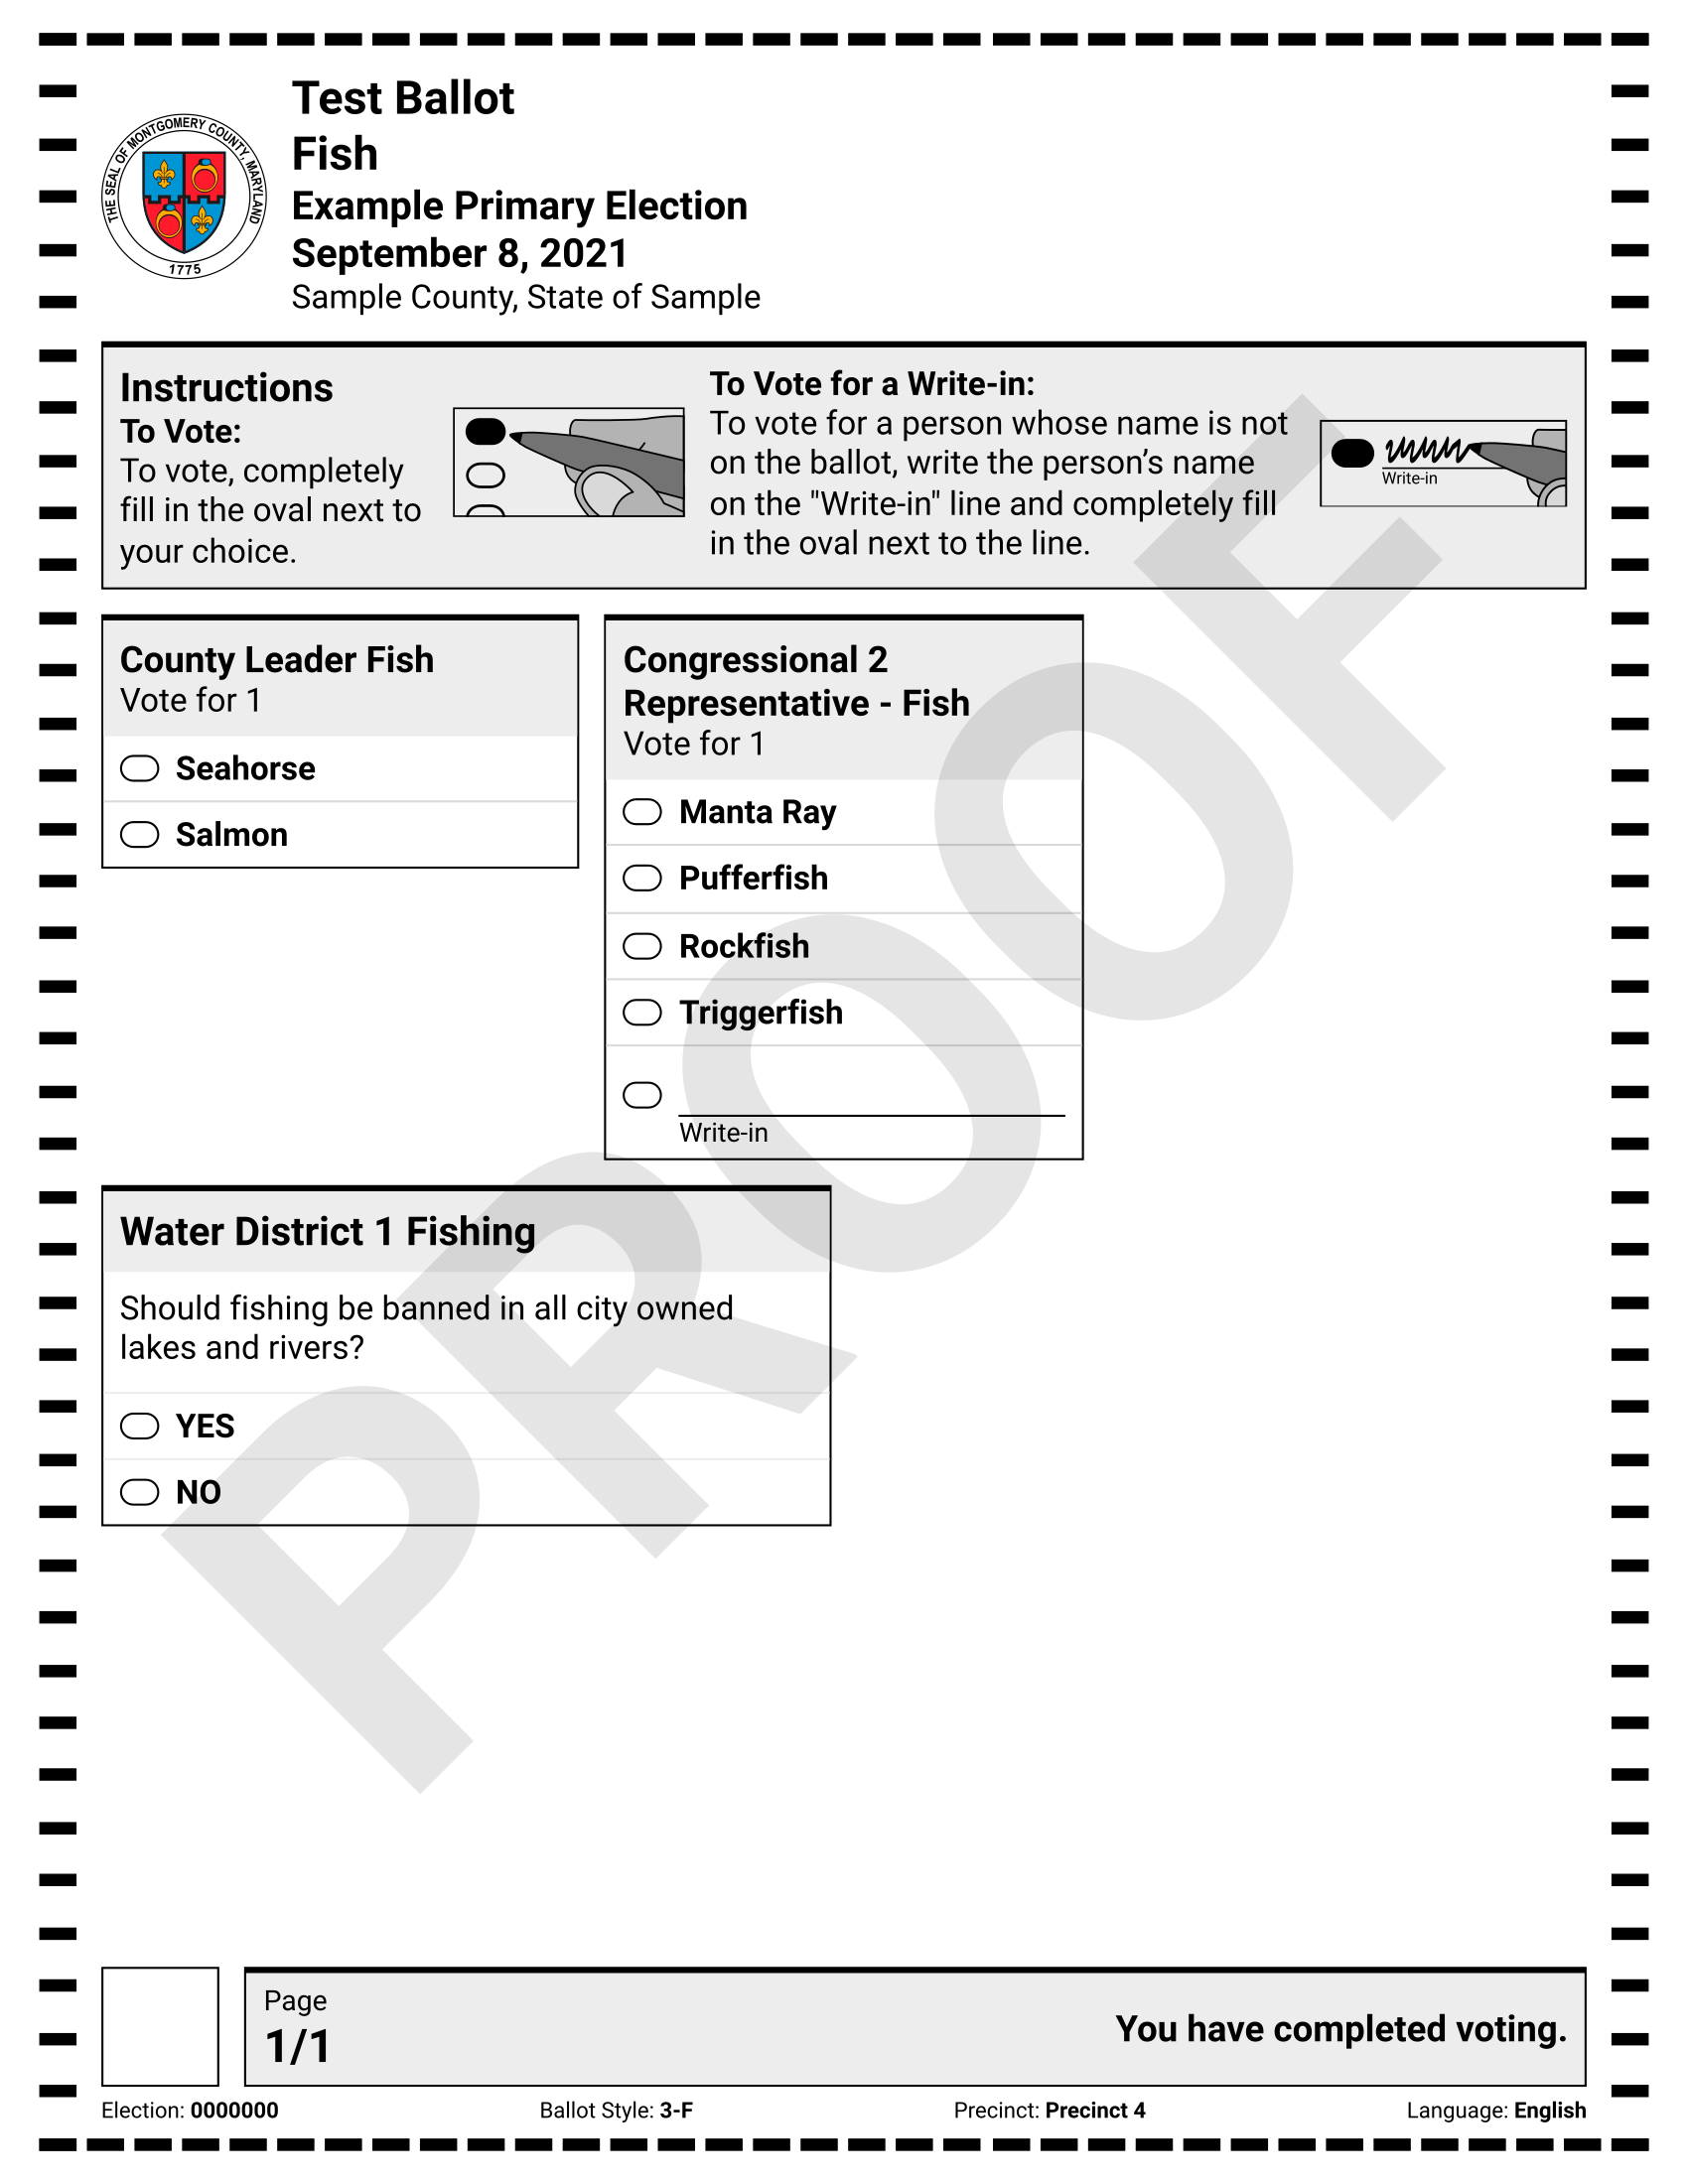 THE SEAL OF MONTGOMERY COUNTY, MARYLAND
1775
Test Ballot
Fish
Example Primary Election
September 8, 2021
Sample County, State of Sample
Instructions
To Vote:
To vote, completely
fill in the oval next to
your choice.
To Vote for a Write-in:
To vote for a person whose name is not
on the ballot, write the person’s name
on the "Write-in" line and completely fill
in the oval next to the line.
Write-in
County Leader Fish
Vote for 1
Seahorse
Salmon
Congressional 2
Representative - Fish
Vote for 1
Manta Ray
Pufferfish
Rockfish
Triggerfish
Write-in
Water District 1 Fishing
Should fishing be banned in all city owned
lakes and rivers?
YES
NO
PROOF
Page
1/1
You have completed voting.
Election: 0000000
Ballot Style: 3-F
Precinct: Precinct 4
Language: English